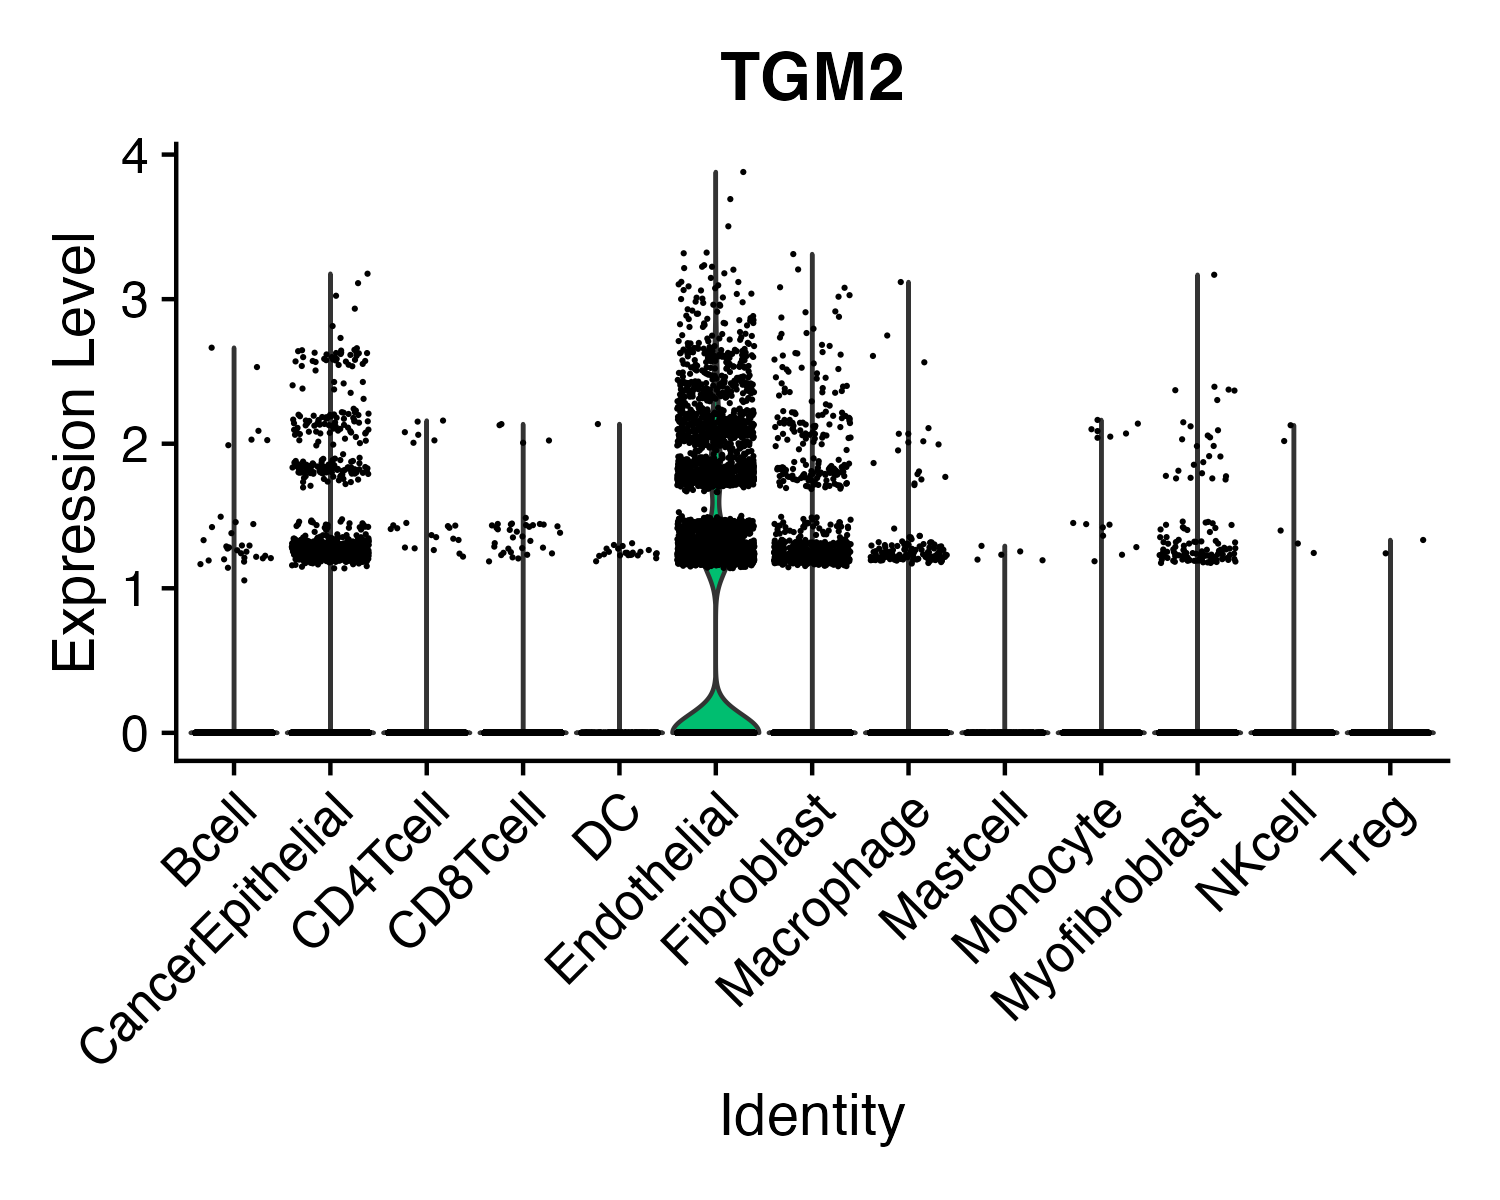 TGM2
Expression Level
4
3
2
1
0
Bcell
CancerEpithelial
CD4Tcell
CD8Tcell
DC
Endothelial
Fibroblast
Macrophage
Mastcell
Monocyte
Myofibroblast
NKcell
Treg
Identity